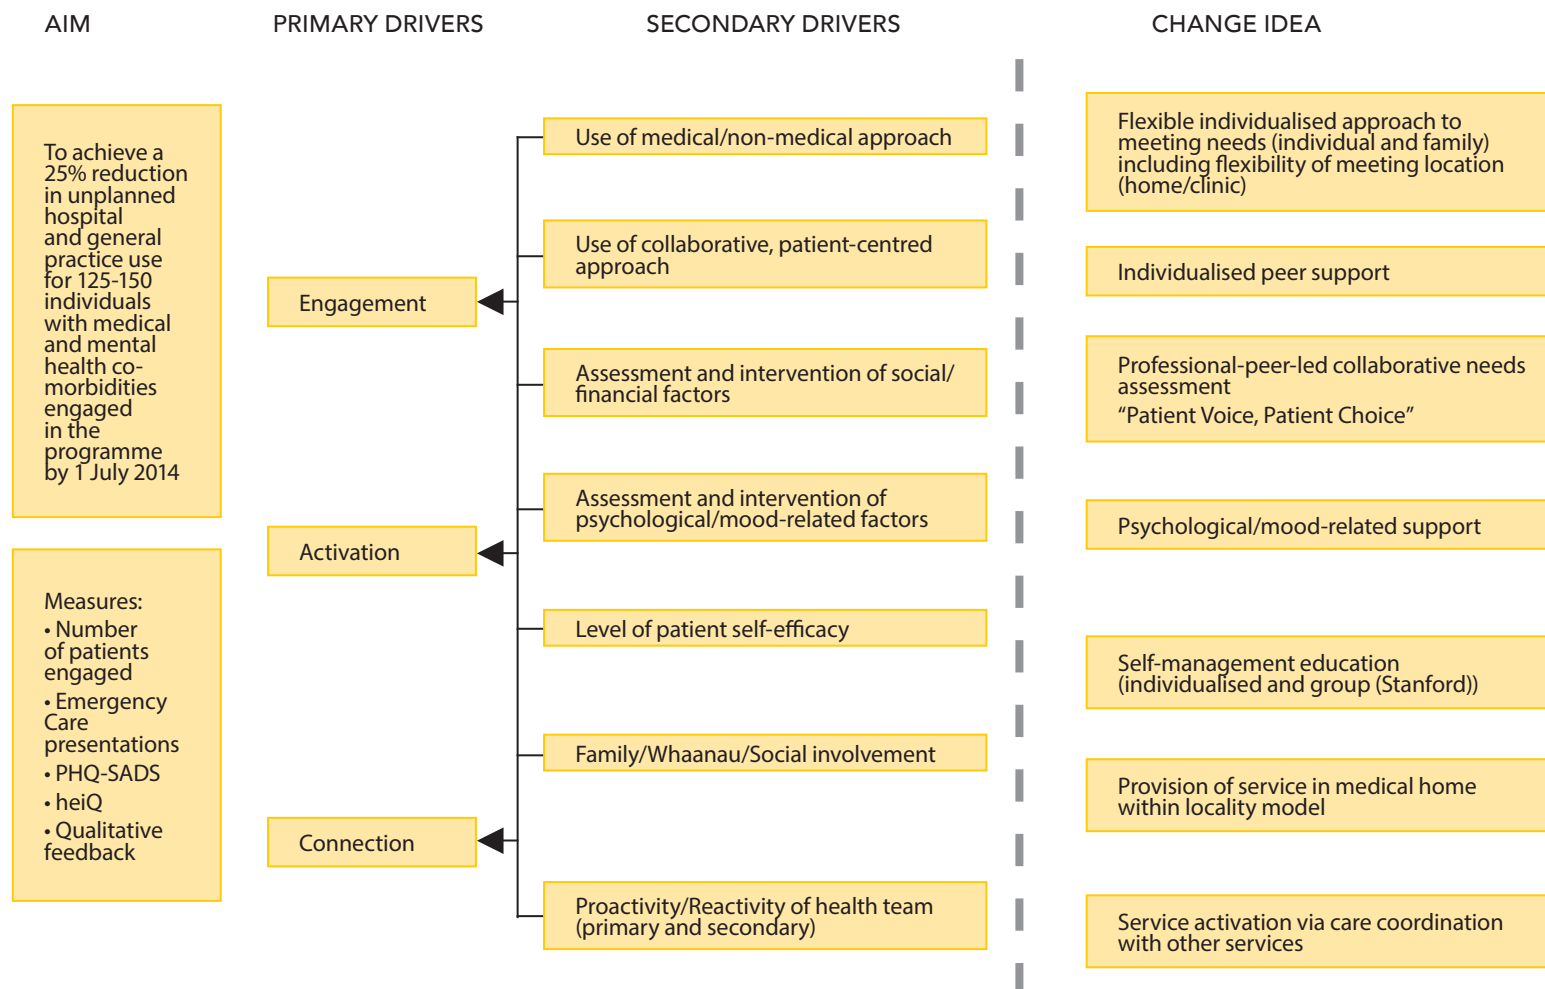 AIM
PRIMARY DRIVERS
SECONDARY DRIVERS
CHANGE IDEA
To achieve a
25% reduction
in unplanned
hospital
and general
practice use
for 125-150
individuals
with medical
and mental
health co-
morbidities
engaged
in the
programme
by 1 July 2014
Measures:
• Number
of patients
engaged
• Emergency
Care
presentations
• PHQ-SADS
• heiQ
• Qualitative
feedback
Engagement
Activation
Connection
Use of medical/non-medical approach
Use of collaborative, patient-centred
approach
Assessment and intervention of social/
financial factors
Assessment and intervention of
psychological/mood-related factors
Level of patient self-efficacy
Family/Whaanau/Social involvement
Proactivity/Reactivity of health team
(primary and secondary)
Flexible individualised approach to
meeting needs (individual and family)
including flexibility of meeting location
(home/clinic)
Individualised peer support
Professional-peer-led collaborative needs
assessment
“Patient Voice, Patient Choice”
Psychological/mood-related support
Self-management education
(individualised and group (Stanford))
Provision of service in medical home
within locality model
Service activation via care coordination
with other services